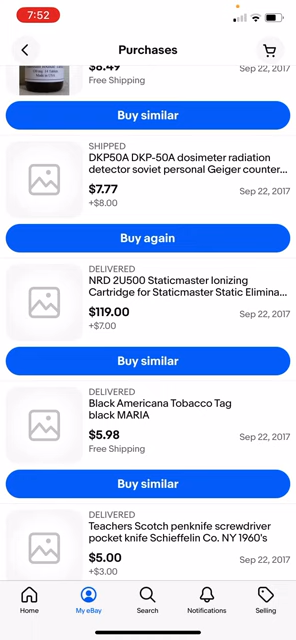 7:52
Purchases
$8.49
Sep 22, 2017
Free Shipping
Buy similar
SHIPPED
DKP50A DKP-50A dosimeter radiation
detector soviet personal Geiger counter...
$7.77
Sep 22, 2017
+$8.00
Buy again
DELIVERED
NRD 2U500 Staticmaster Ionizing
Cartridge for Staticmaster Static Elimina...
$119.00
Sep 22, 2017
+$7.00
Buy similar
DELIVERED
Black Americana Tobacco Tag
black MARIA
$5.98
Sep 22, 2017
Free Shipping
Buy similar
DELIVERED
Teachers Scotch penknife screwdriver
pocket knife Schieffelin Co. NY 1960's
$5.00
Sep 22, 2017
+$3.00
Home
My eBay
Search
Notifications
Selling